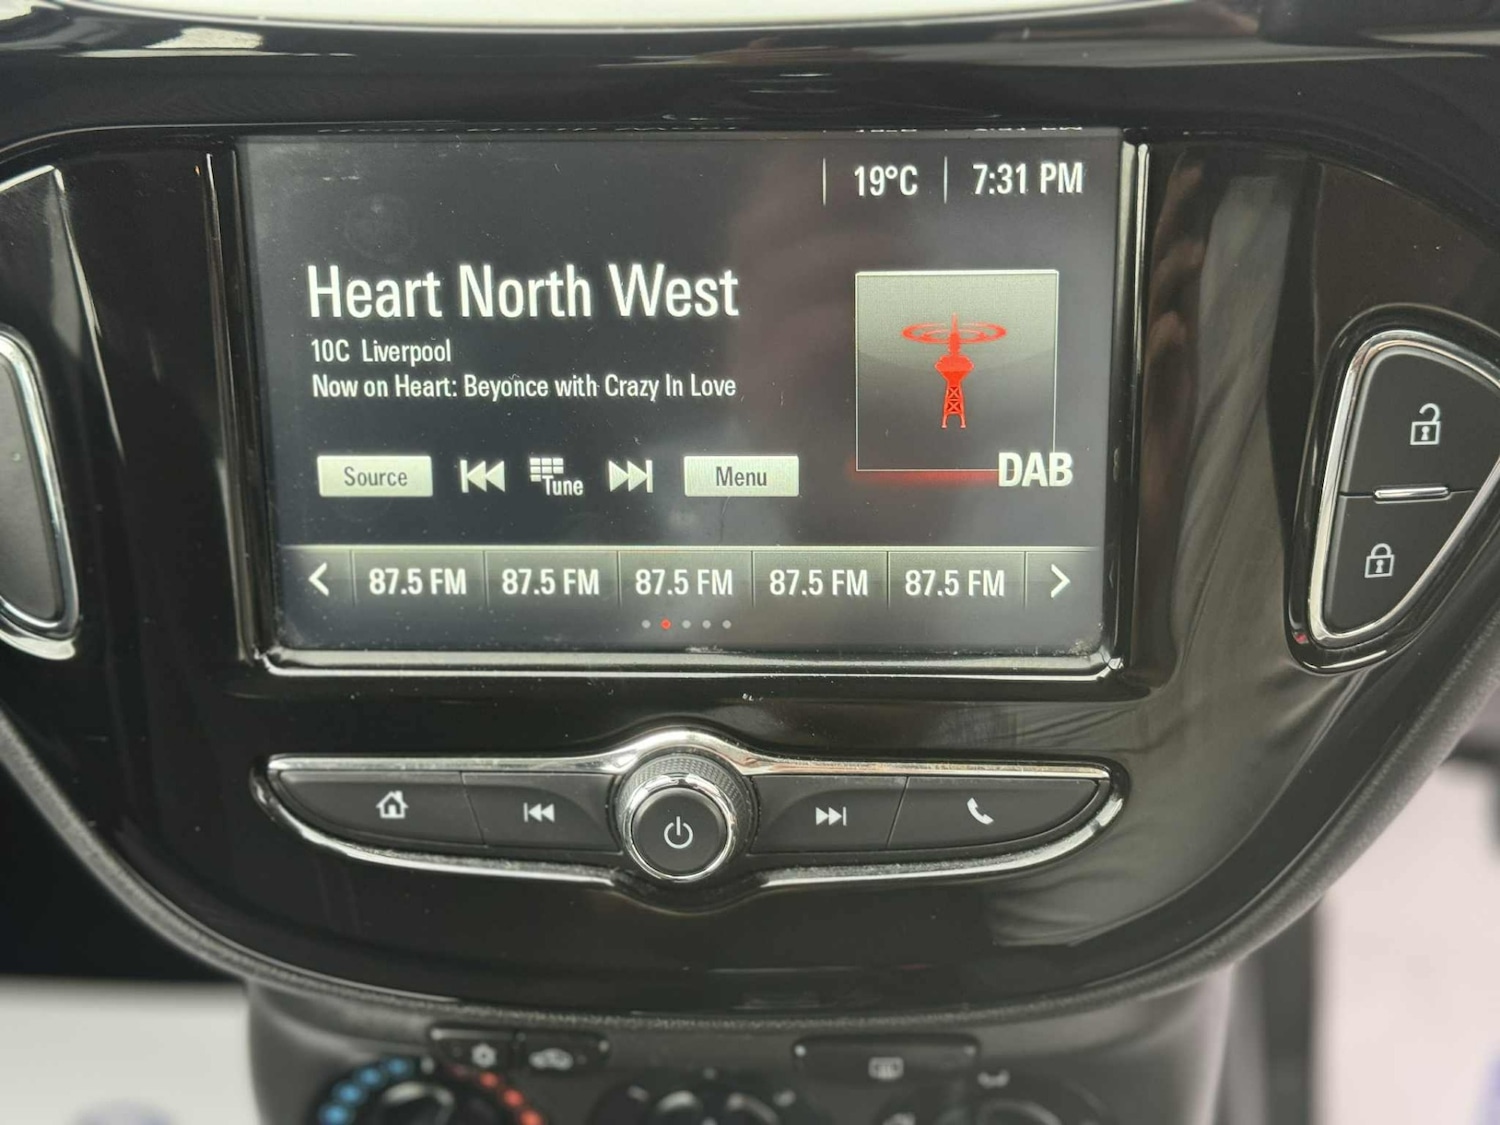 19°C 7:31 PM
Heart North West
10C Liverpool
Now on Heart: Beyonce with Crazy In Love
Source Tune Menu
DAB
87.5 FM 87.5 FM 87.5 FM 87.5 FM 87.5 FM